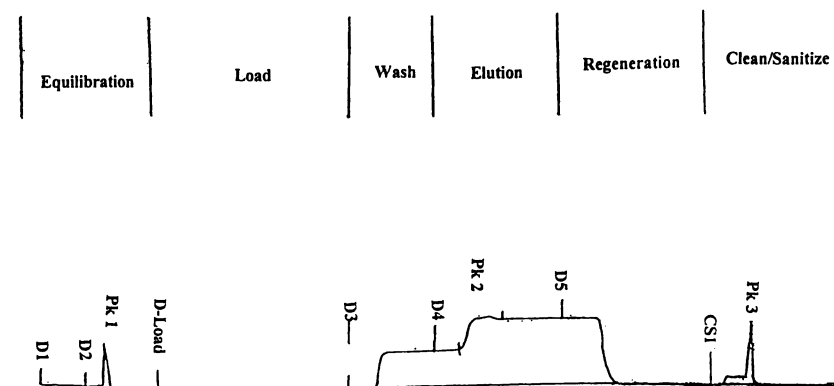 Equilibration
Load
Wash
Elution
Regeneration
Clean/Sanitize
D1
D2
Pk 1
D-Load
D3
D4
Pk 2
D5
CS1
Pk 3